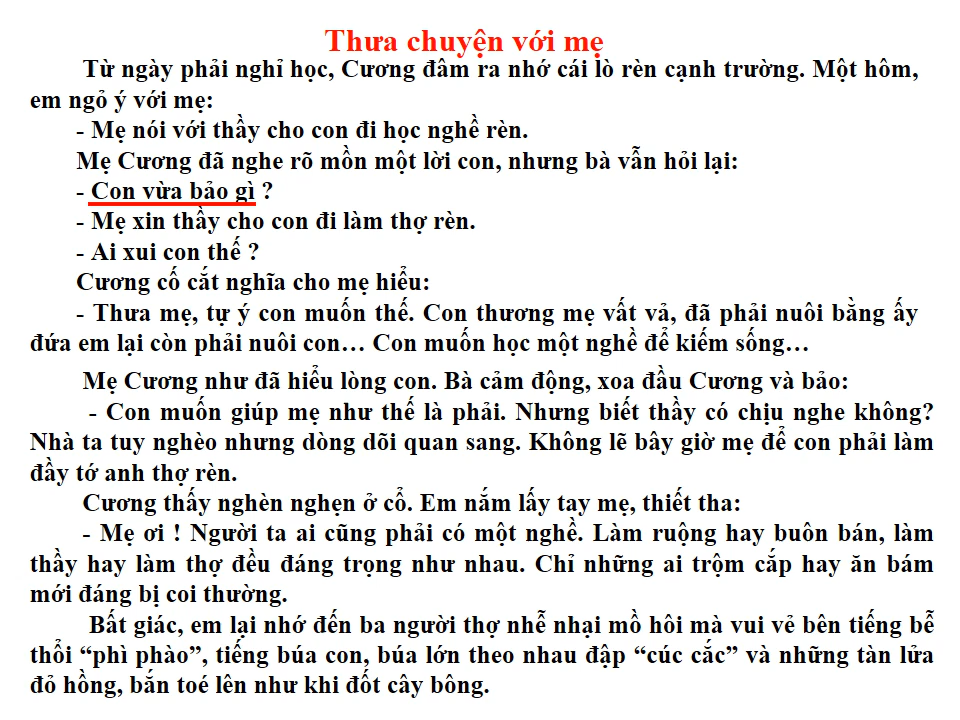 Thưa chuyện với mẹ
Từ ngày phải nghỉ học, Cương đâm ra nhớ cái lò rèn cạnh trường. Một hôm,
em ngỏ ý với mẹ:
- Mẹ nói với thầy cho con đi học nghề rèn.
Mẹ Cương đã nghe rõ mồn một lời con, nhưng bà vẫn hỏi lại:
- Con vừa bảo gì ?
- Mẹ xin thầy cho con đi làm thợ rèn.
- Ai xui con thế ?
Cương cố cắt nghĩa cho mẹ hiểu:
- Thưa mẹ, tự ý con muốn thế. Con thương mẹ vất vả, đã phải nuôi bằng ấy
đứa em lại còn phải nuôi con… Con muốn học một nghề để kiếm sống…
Mẹ Cương như đã hiểu lòng con. Bà cảm động, xoa đầu Cương và bảo:
- Con muốn giúp mẹ như thế là phải. Nhưng biết thầy có chịu nghe không?
Nhà ta tuy nghèo nhưng dòng dõi quan sang. Không lẽ bây giờ mẹ để con phải làm
đầy tớ anh thợ rèn.
Cương thấy nghèn nghẹn ở cổ. Em nắm lấy tay mẹ, thiết tha:
- Mẹ ơi ! Người ta ai cũng phải có một nghề. Làm ruộng hay buôn bán, làm
thầy hay làm thợ đều đáng trọng như nhau. Chỉ những ai trộm cắp hay ăn bám
mới đáng bị coi thường.
Bất giác, em lại nhớ đến ba người thợ nhễ nhại mồ hôi mà vui vẻ bên tiếng bễ
thổi “phì phào”, tiếng búa con, búa lớn theo nhau đập “cúc cắc” và những tàn lửa
đỏ hồng, bắn toé lên như khi đốt cây bông.